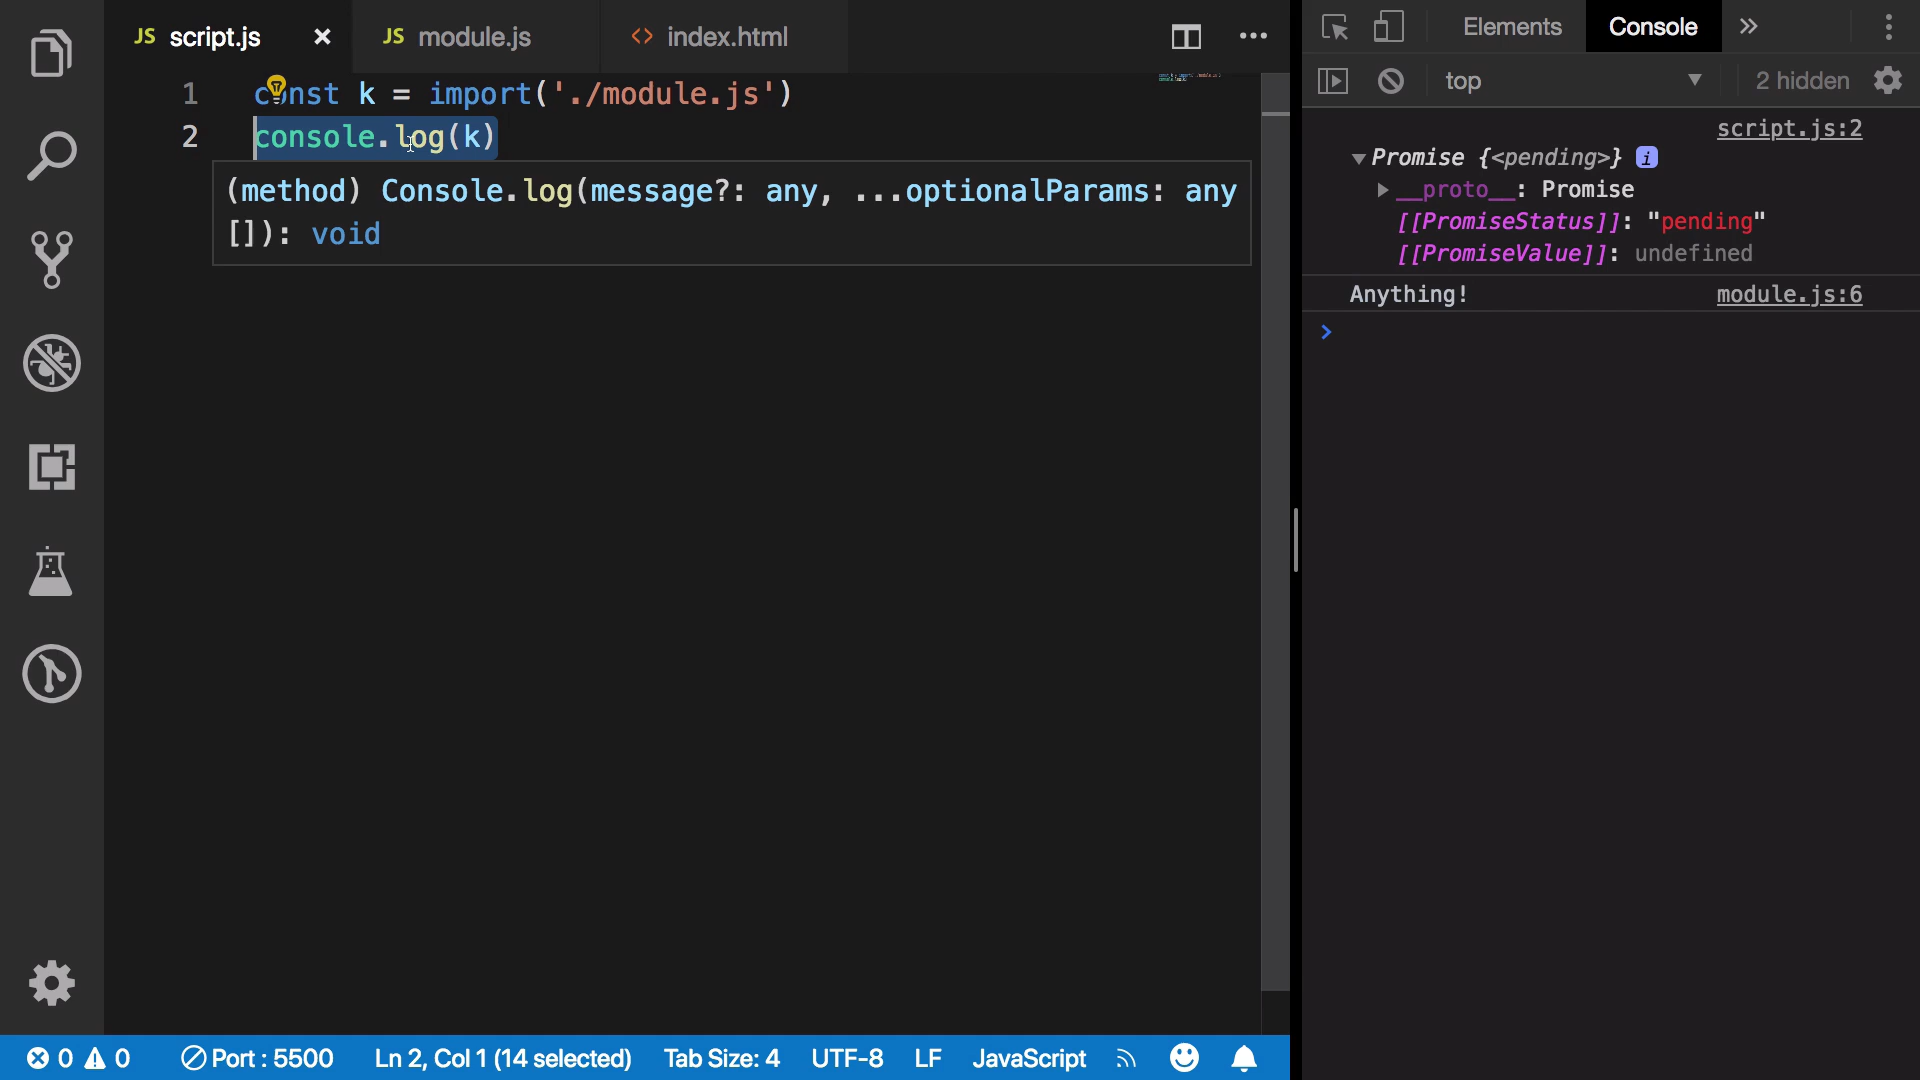 JS script.js × JS module.js <> index.html
1 const k = import('./module.js')
2 console.log(k)
(method) Console.log(message?: any, ...optionalParams: any
[]): void
0 0 Port : 5500 Ln 2, Col 1 (14 selected) Tab Size: 4 UTF-8 LF JavaScript
Elements Console »
top 2 hidden
script.js:2
Promise {<pending>} i
__proto__: Promise
[[PromiseStatus]]: "pending"
[[PromiseValue]]: undefined
Anything! module.js:6
>